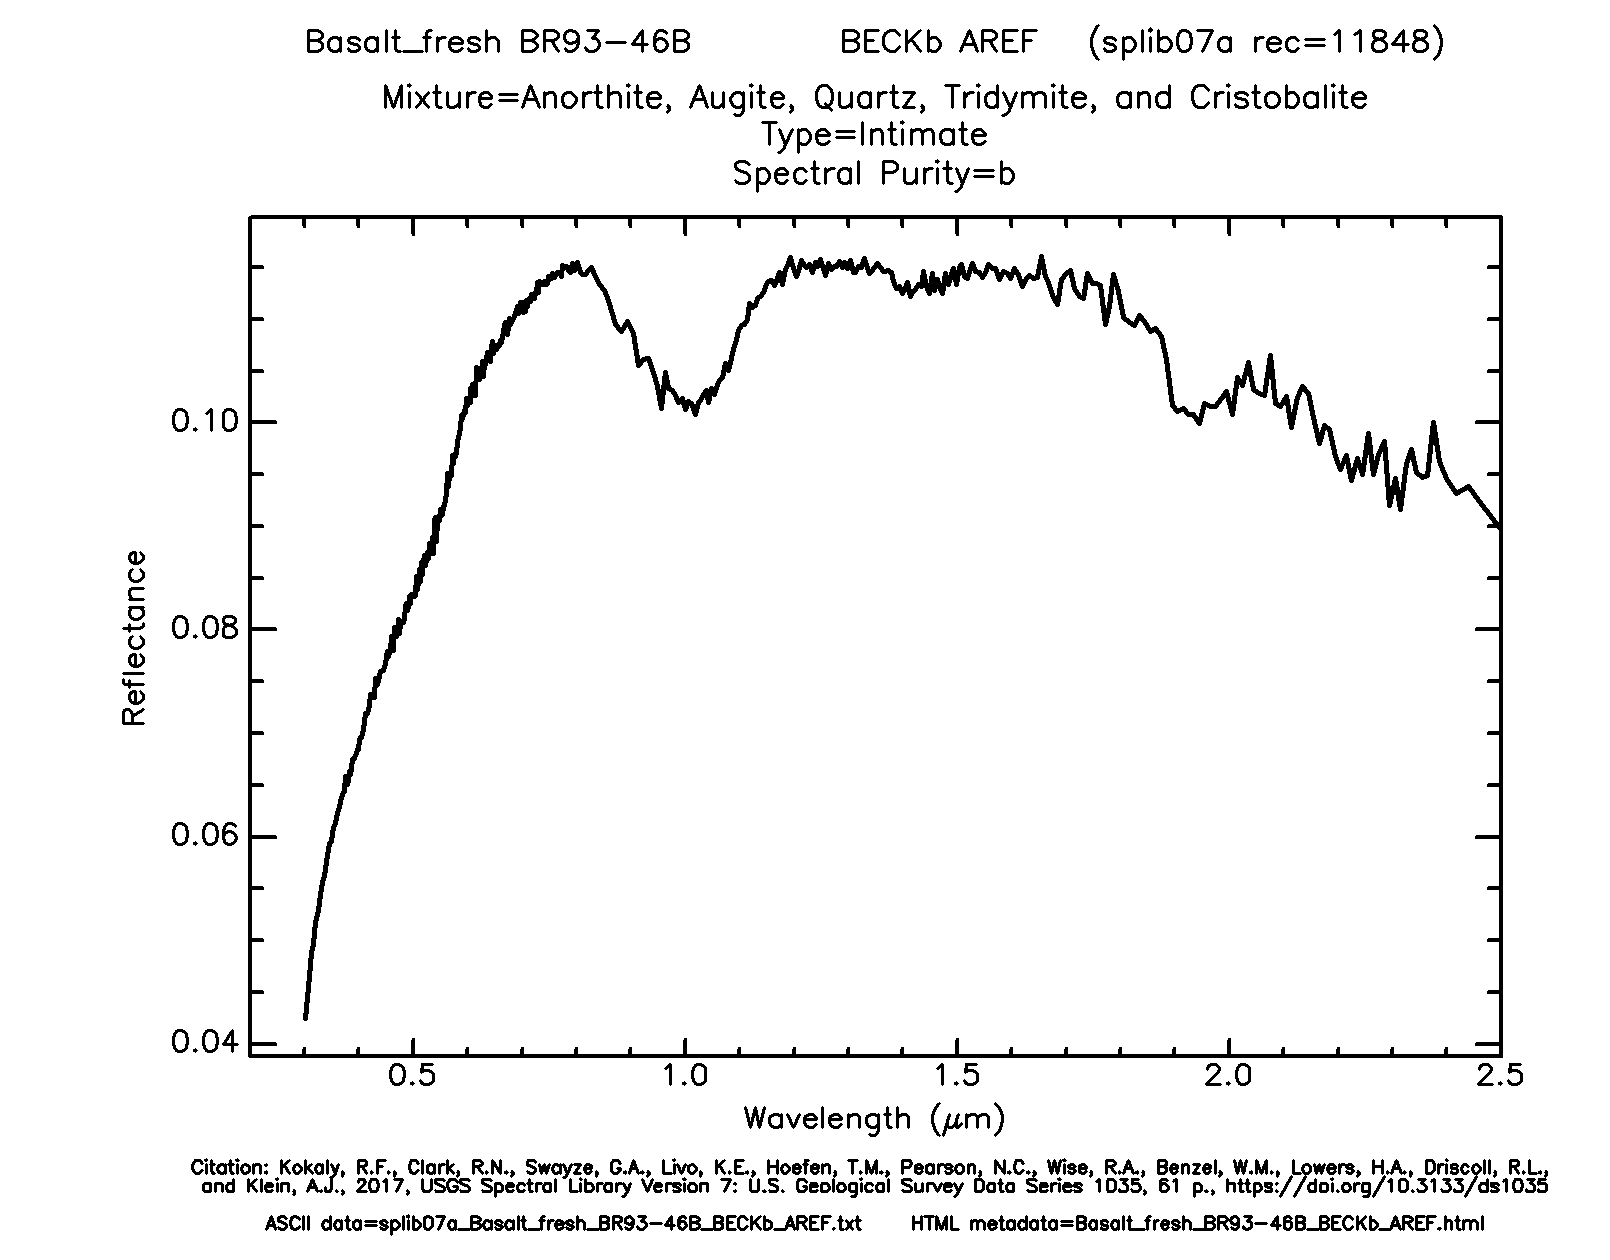 Basalt_fresh BR93-46B BECKb AREF (splib07a rec=11848)
Mixture=Anorthite, Augite, Quartz, Tridymite, and Cristobalite
Type=Intimate
Spectral Purity=b
Reflectance
0.10
0.08
0.06
0.04
0.5 1.0 1.5 2.0 2.5
Wavelength (μm)
Citation: Kokaly, R.F., Clark, R.N., Swayze, G.A., Livo, K.E., Hoefen, T.M., Pearson, N.C., Wise, R.A., Benzel, W.M., Lowers, H.A., Driscoll, R.L.,
and Klein, A.J., 2017, USGS Spectral Library Version 7: U.S. Geological Survey Data Series 1035, 61 p., https://doi.org/10.3133/ds1035
ASCII data=splib07a_Basalt_fresh_BR93-46B_BECKb_AREF.txt HTML metadata=Basalt_fresh_BR93-46B_BECKb_AREF.html